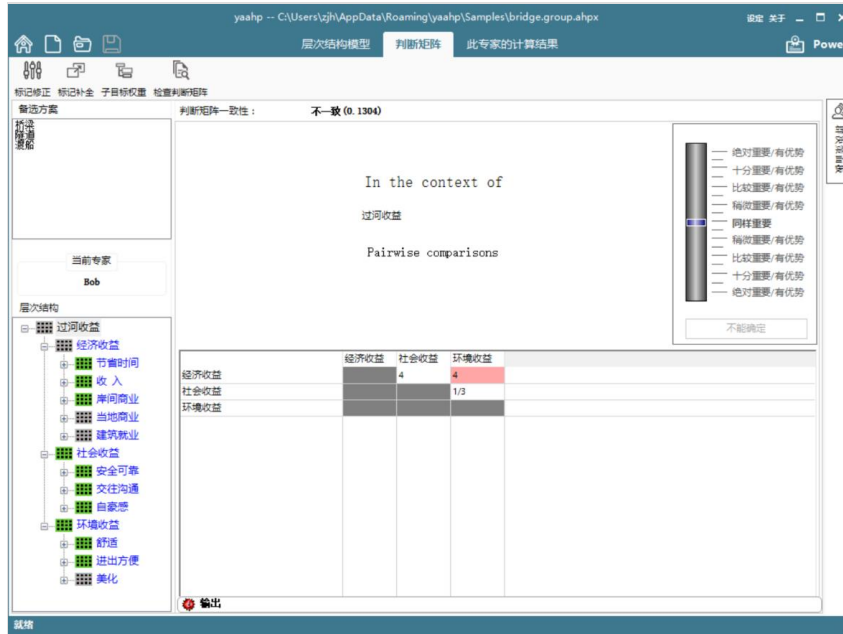 yaahp -- C:\Users\zjh\AppData\Roaming\yaahp\Samples\bridge.group.ahpx
设定 关于
层次结构模型 判断矩阵 此专家的计算结果
Powe
标记修正 标记补全 子目标权重 检查判断矩阵
备选方案
桥梁
隧道
渡船
判断矩阵一致性： 不一致(0.1304)
In the context of
过河收益
Pairwise comparisons
绝对重要/有优势
十分重要/有优势
比较重要/有优势
稍微重要/有优势
同样重要
稍微重要/有优势
比较重要/有优势
十分重要/有优势
绝对重要/有优势
不能确定
当前专家
Bob
层次结构
过河收益
经济收益
节省时间
收 入
岸间商业
当地商业
建筑就业
社会收益
安全可靠
交往沟通
自豪感
环境收益
舒适
进出方便
美化
经济收益 社会收益 环境收益
经济收益 4 4
社会收益 1/3
环境收益
输出
就绪